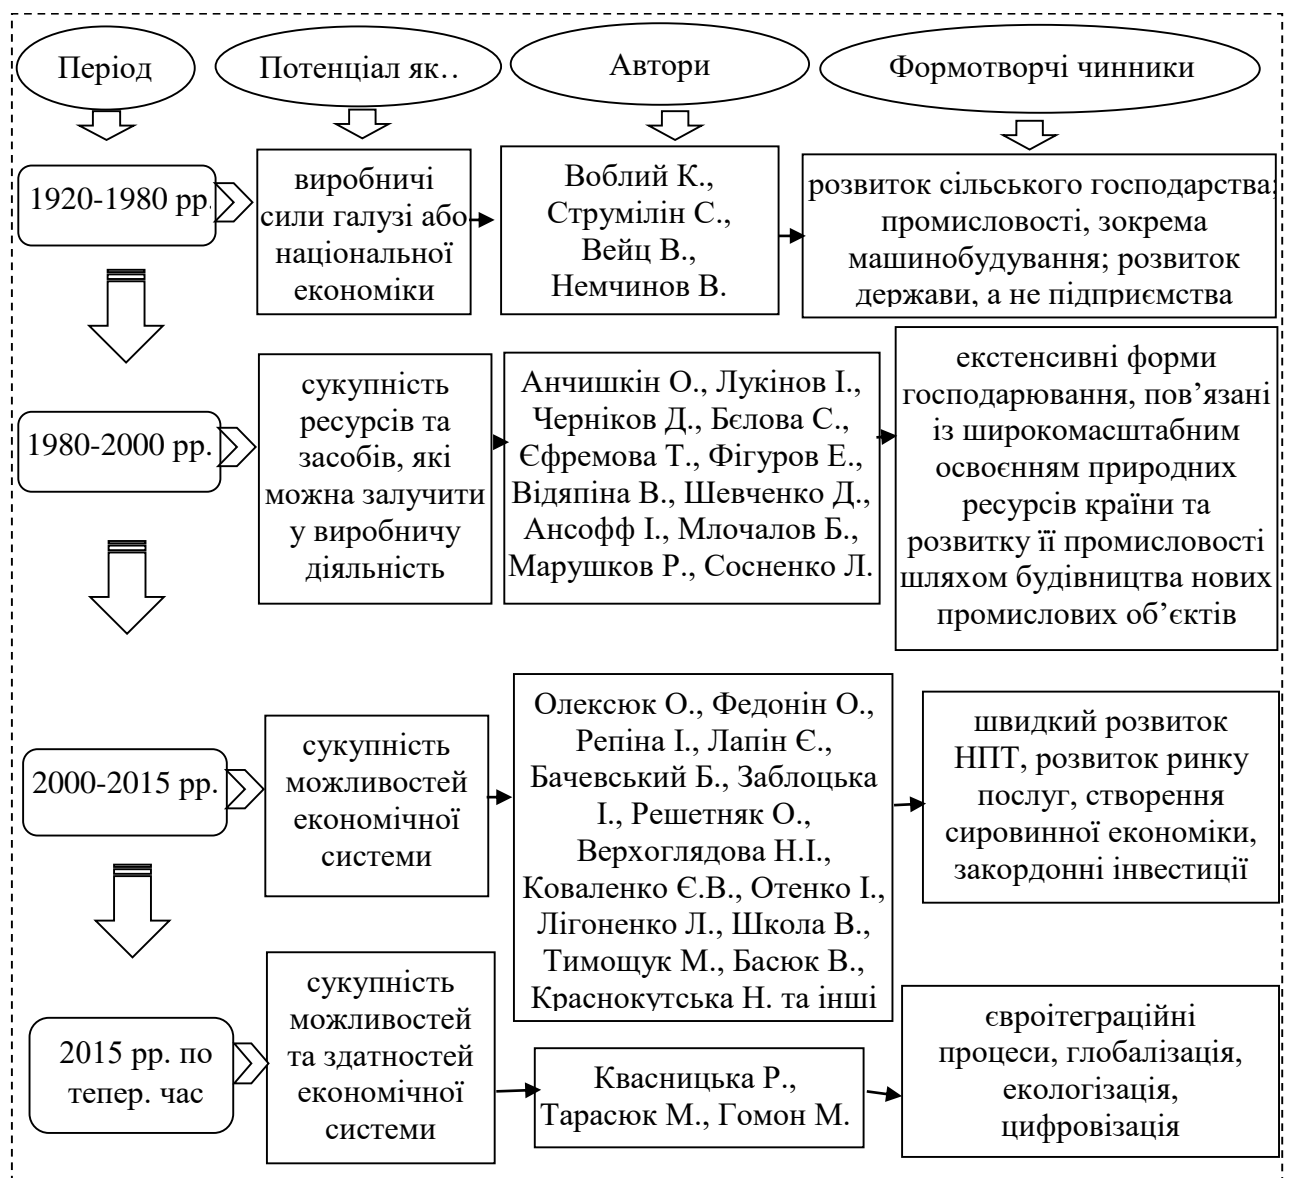 Період
Потенціал як..
Автори
Формотворчі чинники
1920-1980 рр.
виробничі
сили галузі або
національної
економіки
Воблий К.,
Струмілін С.,
Вейц В.,
Немчинов В.
розвиток сільського господарства;
промисловості, зокрема
машинобудування; розвиток
держави, а не підприємства
1980-2000 рр.
сукупність
ресурсів та
засобів, які
можна залучити
у виробничу
діяльність
Анчишкін О., Лукінов І.,
Черніков Д., Бєлова С.,
Єфремова Т., Фігуров Е.,
Відяпіна В., Шевченко Д.,
Ансофф І., Млочалов Б.,
Марушков Р., Сосненко Л.
екстенсивні форми
господарювання, пов’язані
із широкомасштабним
освоєнням природних
ресурсів країни та
розвитку її промисловості
шляхом будівництва нових
промислових об’єктів
2000-2015 рр.
сукупність
можливостей
економічної
системи
Олексюк О., Федонін О.,
Репіна І., Лапін Є.,
Бачевський Б., Заблоцька
І., Решетняк О.,
Верхоглядова Н.І.,
Коваленко Є.В., Отенко І.,
Лігоненко Л., Школа В.,
Тимощук М., Басюк В.,
Краснокутська Н. та інші
швидкий розвиток
НПТ, розвиток ринку
послуг, створення
сировинної економіки,
закордонні інвестиції
2015 рр. по
тепер. час
сукупність
можливостей
та здатностей
економічної
системи
Квасницька Р.,
Тарасюк М., Гомон М.
євроітеграційні
процеси, глобалізація,
екологізація,
цифровізація